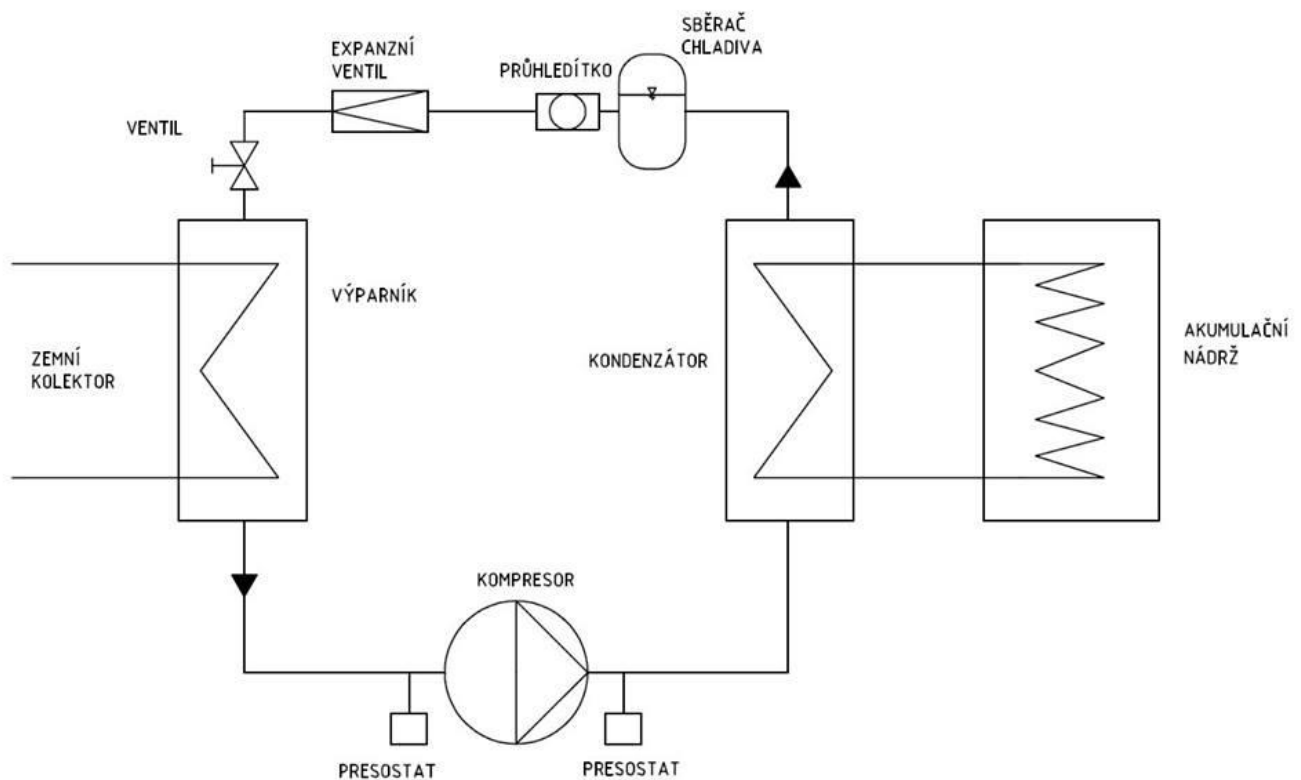 SBĚRAČ
CHLADIVA
EXPANZNÍ
VENTIL
PRŮHLEDÍTKO
VENTIL
VÝPARNÍK
ZEMNÍ
KOLEKTOR
KONDENZÁTOR
AKUMULAČNÍ
NÁDRŽ
KOMPRESOR
PRESOSTAT
PRESOSTAT